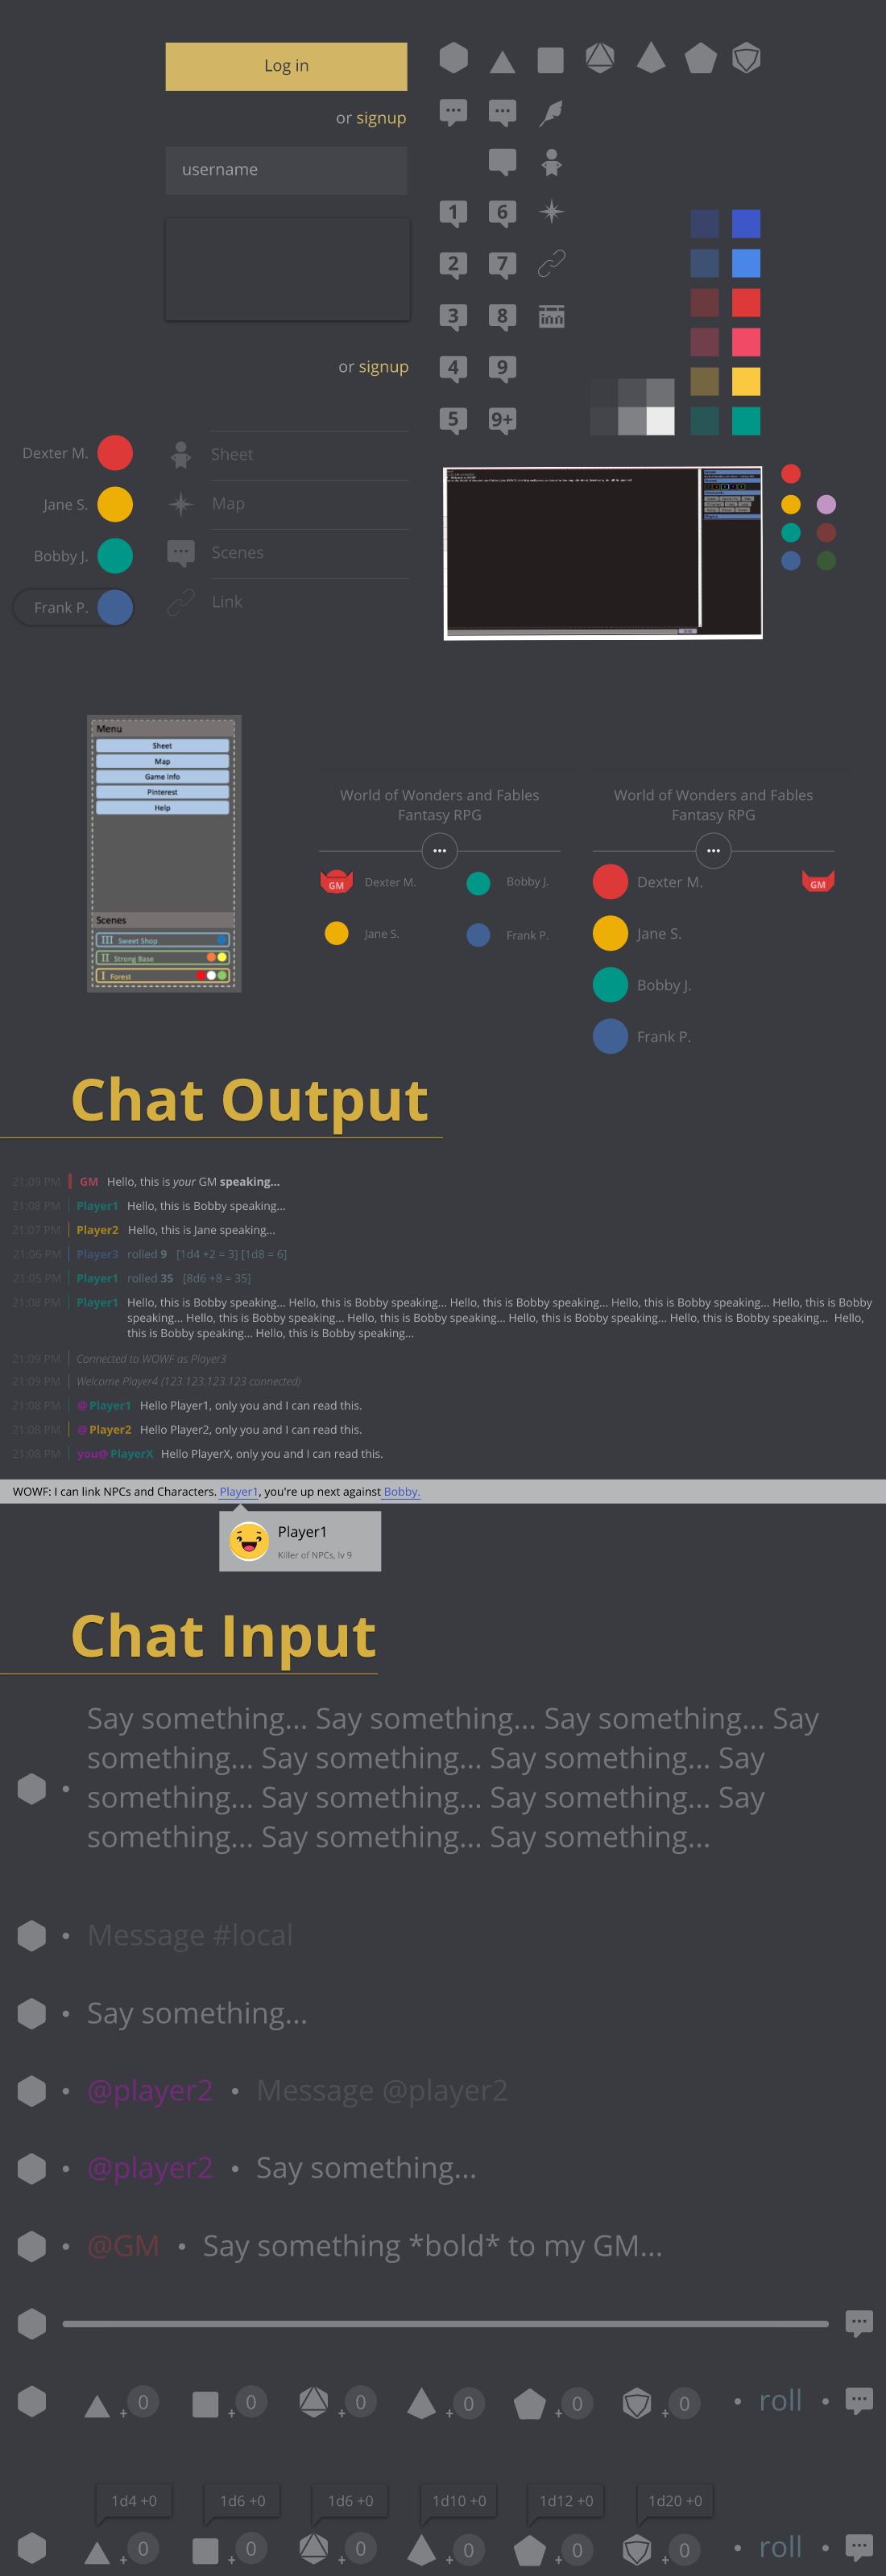 Log in
or signup
username
1 6
2 7
3 8
or signup
4 9
5 9+
Dexter M.
Jane S.
Bobby J.
Frank P.
Sheet
Map
Scenes
Link
Menu
Sheet
Map
Game Info
Pinterest
Help
Scenes
III Sweet Shop
II Strong Base
I Forest
World of Wonders and Fables
Fantasy RPG
GM Dexter M.
Bobby J.
Jane S.
Frank P.
World of Wonders and Fables
Fantasy RPG
Dexter M. GM
Jane S.
Bobby J.
Frank P.
Chat Output
21:09 PM GM Hello, this is your GM speaking...
21:08 PM Player1 Hello, this is Bobby speaking...
21:07 PM Player2 Hello, this is Jane speaking...
21:06 PM Player3 rolled 9 [1d4 +2 = 3] [1d8 = 6]
21:05 PM Player1 rolled 35 [8d6 +8 = 35]
21:08 PM Player1 Hello, this is Bobby speaking... Hello, this is Bobby speaking... Hello, this is Bobby speaking... Hello, this is Bobby speaking... Hello, this is Bobby
speaking... Hello, this is Bobby speaking... Hello, this is Bobby speaking... Hello, this is Bobby speaking... Hello, this is Bobby speaking... Hello,
this is Bobby speaking... Hello, this is Bobby speaking...
21:09 PM Connected to WOWF as Player3
21:09 PM Welcome Player4 (123.123.123.123 connected)
21:08 PM @Player1 Hello Player1, only you and I can read this.
21:08 PM @Player2 Hello Player2, only you and I can read this.
21:08 PM you@PlayerX Hello PlayerX, only you and I can read this.
WOWF: I can link NPCs and Characters. Player1, you're up next against Bobby.
Player1
Killer of NPCs, lv 9
Chat Input
Say something... Say something... Say something... Say
something... Say something... Say something... Say
something... Say something... Say something... Say
something... Say something... Say something...
Message #local
Say something...
@player2 • Message @player2
@player2 • Say something...
@GM • Say something *bold* to my GM...
+ 0 + 0 + 0 + 0 + 0 + 0 • roll •
1d4 +0 1d6 +0 1d6 +0 1d10 +0 1d12 +0 1d20 +0
+ 0 + 0 + 0 + 0 + 0 + 0 • roll •